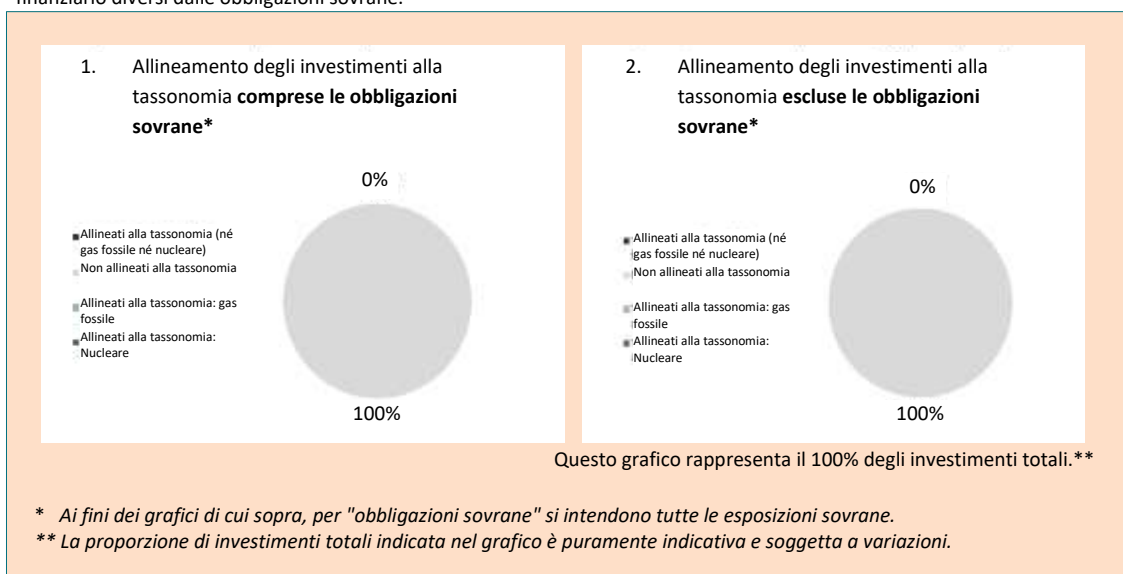 finanziario diversi dalle obbligazioni sovrane.
1. Allineamento degli investimenti alla
tassonomia comprese le obbligazioni
sovrane*
0%
Allineati alla tassonomia (né
gas fossile né nucleare)
Non allineati alla tassonomia
Allineati alla tassonomia: gas
fossile
Allineati alla tassonomia:
Nucleare
100%
2. Allineamento degli investimenti alla
tassonomia escluse le obbligazioni
sovrane*
0%
Allineati alla tassonomia (né
gas fossile né nucleare)
Non allineati alla tassonomia
Allineati alla tassonomia: gas
fossile
Allineati alla tassonomia:
Nucleare
100%
Questo grafico rappresenta il 100% degli investimenti totali.**
* Ai fini dei grafici di cui sopra, per "obbligazioni sovrane" si intendono tutte le esposizioni sovrane.
** La proporzione di investimenti totali indicata nel grafico è puramente indicativa e soggetta a variazioni.